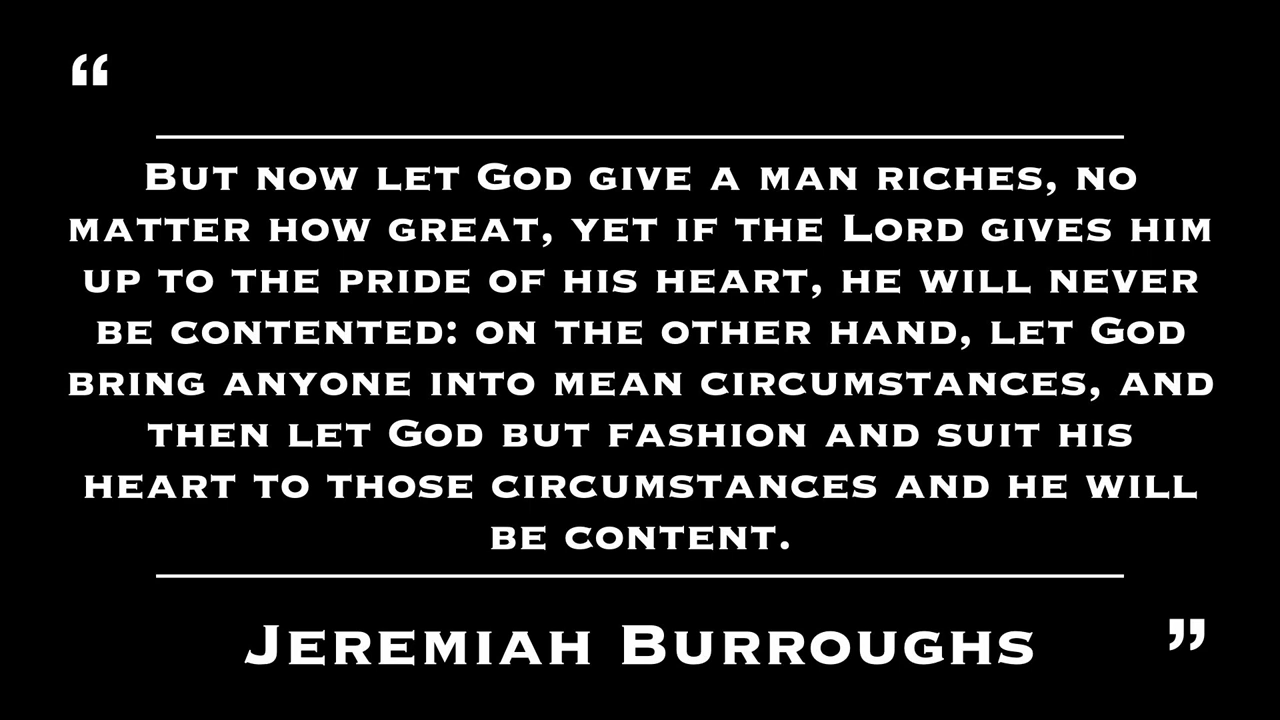 “
But now let God give a man riches, no
matter how great, yet if the Lord gives him
up to the pride of his heart, he will never
be contented: on the other hand, let God
bring anyone into mean circumstances, and
then let God but fashion and suit his
heart to those circumstances and he will
be content.
Jeremiah Burroughs
”